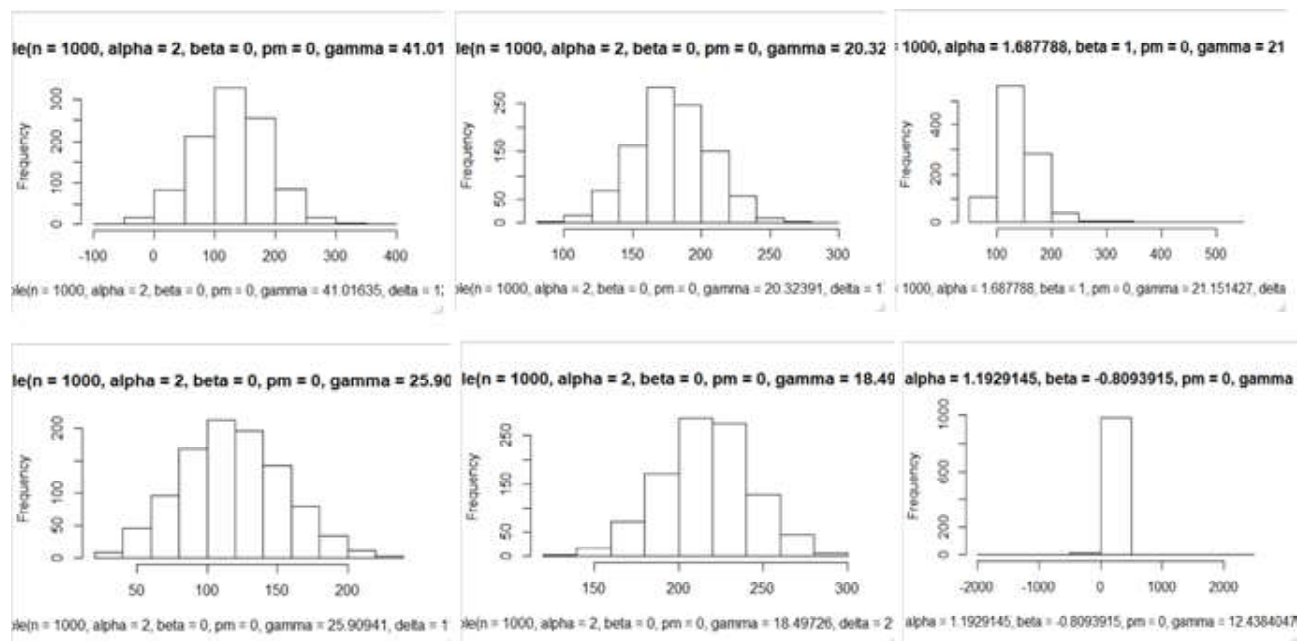 le(n = 1000, alpha = 2, beta = 0, pm = 0, gamma = 41.01
Frequency
0 100 200 300
-100 0 100 200 300 400
ole(n = 1000, alpha = 2, beta = 0, pm = 0, gamma = 41.01635, delta = 1
le(n = 1000, alpha = 2, beta = 0, pm = 0, gamma = 20.32
Frequency
0 50 150 250
100 150 200 250 300
ole(n = 1000, alpha = 2, beta = 0, pm = 0, gamma = 20.32391, delta = 1
1000, alpha = 1.687788, beta = 1, pm = 0, gamma = 21
Frequency
0 200 400
100 200 300 400 500
1000, alpha = 1.687788, beta = 1, pm = 0, gamma = 21.151427, delta
le(n = 1000, alpha = 2, beta = 0, pm = 0, gamma = 25.90
Frequency
0 50 100 200
50 100 150 200
ole(n = 1000, alpha = 2, beta = 0, pm = 0, gamma = 25.90941, delta = 1
le(n = 1000, alpha = 2, beta = 0, pm = 0, gamma = 18.49
Frequency
0 50 150 250
150 200 250 300
ole(n = 1000, alpha = 2, beta = 0, pm = 0, gamma = 18.49726, delta = 2
alpha = 1.1929145, beta = -0.8093915, pm = 0, gamma
Frequency
0 200 600 1000
-2000 -1000 0 1000 2000
alpha = 1.1929145, beta = -0.8093915, pm = 0, gamma = 12.4384047